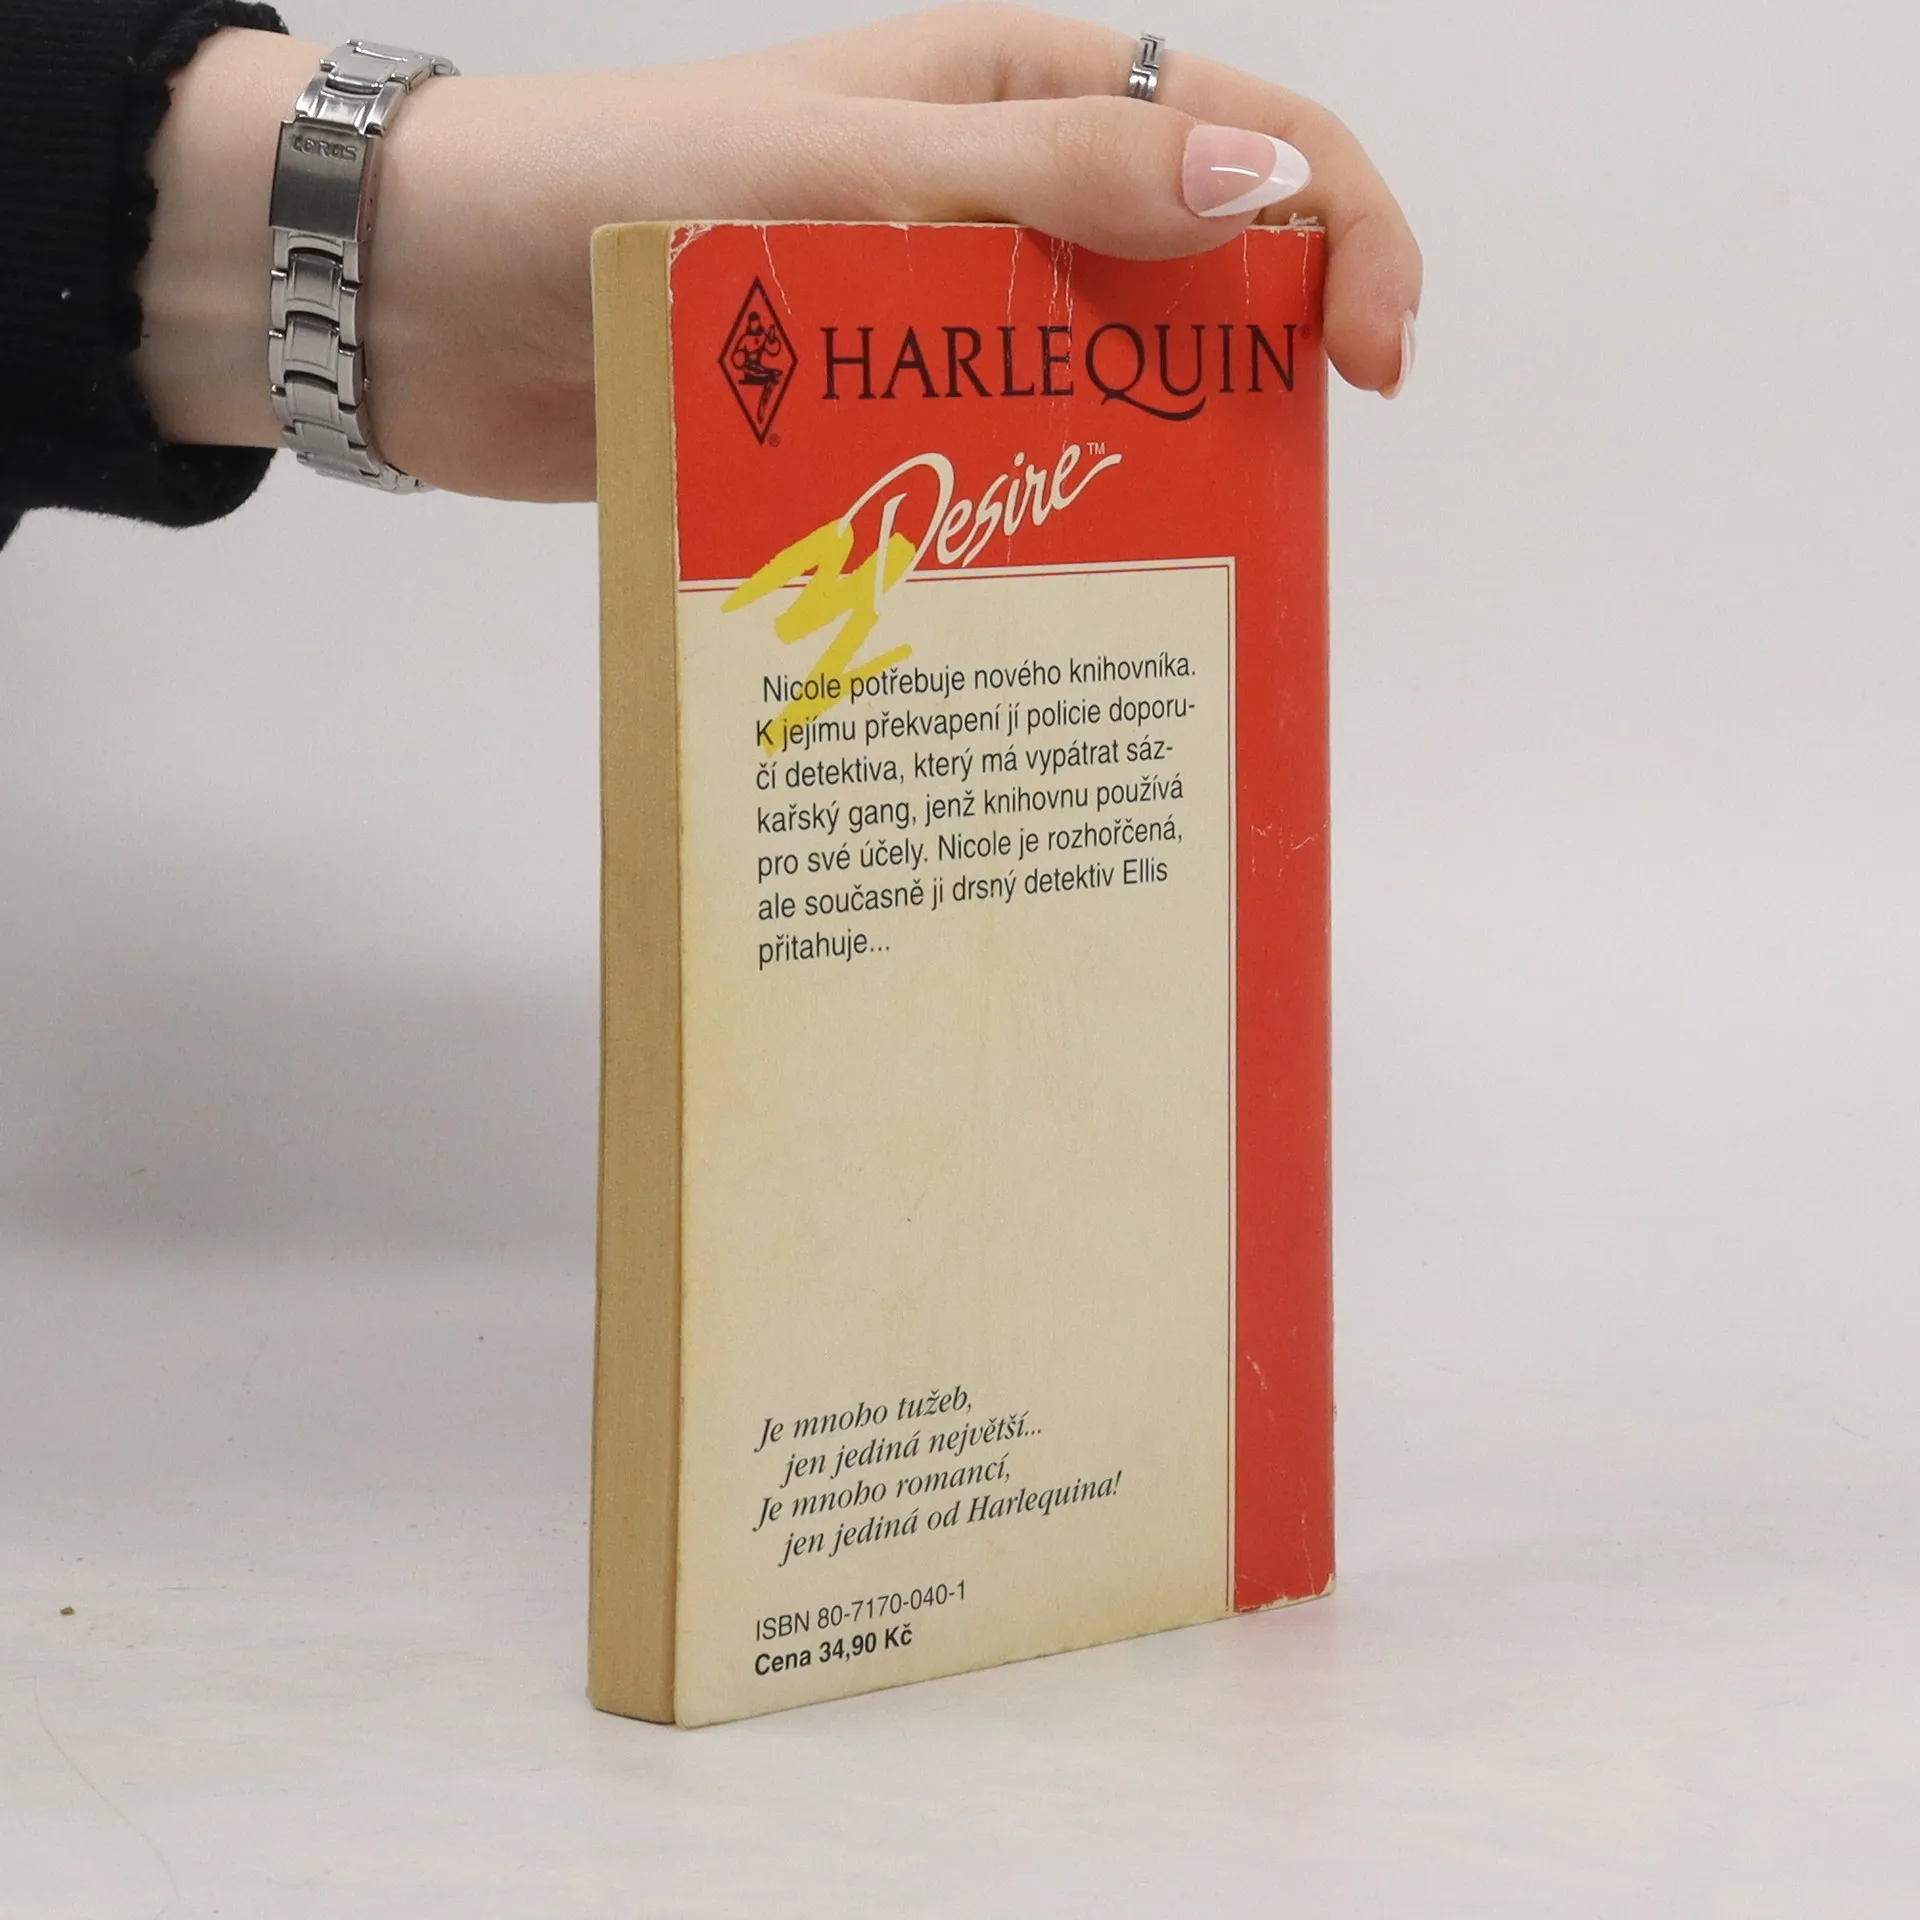 LORUS
HARLEQUIN®
®
Desire™
Nicole potřebuje nového knihovníka.
K jejímu překvapení jí policie doporu-
čí detektiva, který má vypátrat sáz-
kařský gang, jenž knihovnu používá
pro své účely. Nicole je rozhořčená,
ale současně ji drsný detektiv Ellis
přitahuje...
Je mnoho tužeb,
jen jediná největší...
Je mnoho romancí,
jen jediná od Harlequina!
ISBN 80-7170-040-1
Cena 34,90 Kč